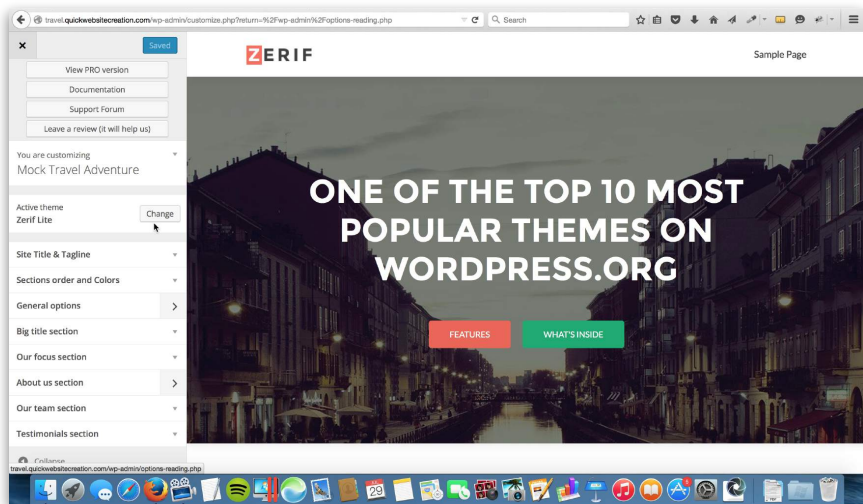 travel.quickwebsitecreation.com/wp-admin/customize.php?return=%2Fwp-admin%2Foptions-reading.php
Search
Saved
View PRO version
Documentation
Support Forum
Leave a review (it will help us)
You are customizing
Mock Travel Adventure
Active theme
Zerif Lite
Change
Site Title & Tagline
Sections order and Colors
General options
Big title section
Our focus section
About us section
Our team section
Testimonials section
Collapse
travel.quickwebsitecreation.com/wp-admin/options-reading.php
ZERIF
Sample Page
ONE OF THE TOP 10 MOST
POPULAR THEMES ON
WORDPRESS.ORG
FEATURES
WHAT'S INSIDE
29